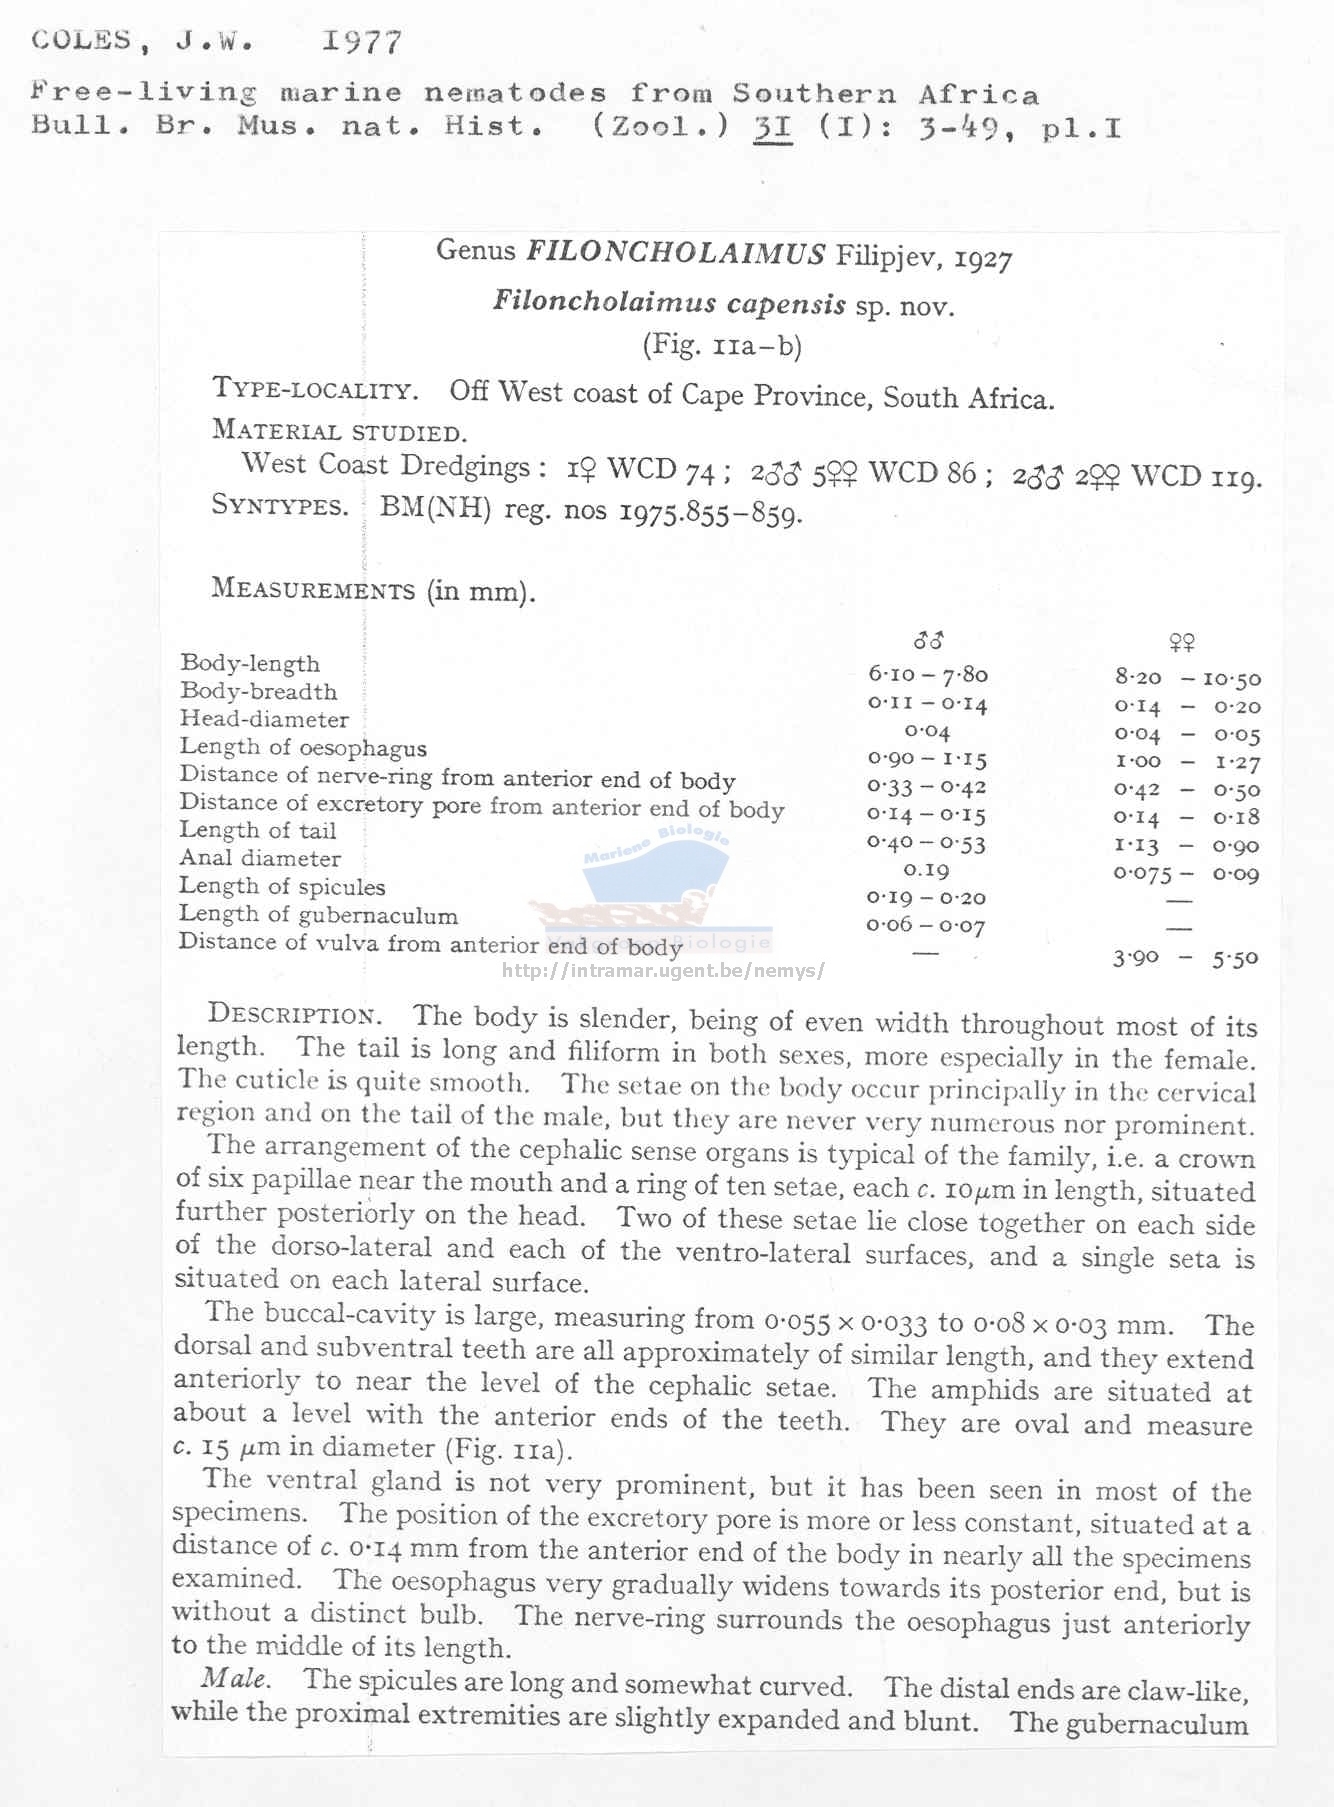 COLES, J.W. I977
Free-living marine nematodes from Southern Africa
Bull. Br. Mus. nat. Hist. (Zool.) 3I (I): 3-49, pl.I
Genus FILONCHOLAIMUS Filipjev, 1927
Filoncholaimus capensis sp. nov.
(Fig. 11a–b)
TYPE-LOCALITY. Off West coast of Cape Province, South Africa.
MATERIAL STUDIED.
West Coast Dredgings : 1♀ WCD 74 ; 2♂♂ 5♀♀ WCD 86 ; 2♂♂ 2♀♀ WCD 119.
SYNTYPES. BM(NH) reg. nos 1975.855–859.
MEASUREMENTS (in mm).
♂♂ ♀♀
Body-length 6·10 – 7·80 8·20 – 10·50
Body-breadth 0·11 – 0·14 0·14 – 0·20
Head-diameter 0·04 0·04 – 0·05
Length of oesophagus 0·90 – 1·15 1·00 – 1·27
Distance of nerve-ring from anterior end of body 0·33 – 0·42 0·42 – 0·50
Distance of excretory pore from anterior end of body 0·14 – 0·15 0·14 – 0·18
Length of tail 0·40 – 0·53 1·13 – 0·90
Anal diameter 0.19 0·075 – 0·09
Length of spicules 0·19 – 0·20 —
Length of gubernaculum 0·06 – 0·07 —
Distance of vulva from anterior end of body — 3·90 – 5·50
Mariene Biologie
Biologie
http://intramar.ugent.be/nemys/
DESCRIPTION. The body is slender, being of even width throughout most of its
length. The tail is long and filiform in both sexes, more especially in the female.
The cuticle is quite smooth. The setae on the body occur principally in the cervical
region and on the tail of the male, but they are never very numerous nor prominent.
The arrangement of the cephalic sense organs is typical of the family, i.e. a crown
of six papillae near the mouth and a ring of ten setae, each c. 10μm in length, situated
further posteriorly on the head. Two of these setae lie close together on each side
of the dorso-lateral and each of the ventro-lateral surfaces, and a single seta is
situated on each lateral surface.
The buccal-cavity is large, measuring from 0·055 × 0·033 to 0·08 × 0·03 mm. The
dorsal and subventral teeth are all approximately of similar length, and they extend
anteriorly to near the level of the cephalic setae. The amphids are situated at
about a level with the anterior ends of the teeth. They are oval and measure
c. 15 μm in diameter (Fig. 11a).
The ventral gland is not very prominent, but it has been seen in most of the
specimens. The position of the excretory pore is more or less constant, situated at a
distance of c. 0·14 mm from the anterior end of the body in nearly all the specimens
examined. The oesophagus very gradually widens towards its posterior end, but is
without a distinct bulb. The nerve-ring surrounds the oesophagus just anteriorly
to the middle of its length.
Male. The spicules are long and somewhat curved. The distal ends are claw-like,
while the proximal extremities are slightly expanded and blunt. The gubernaculum